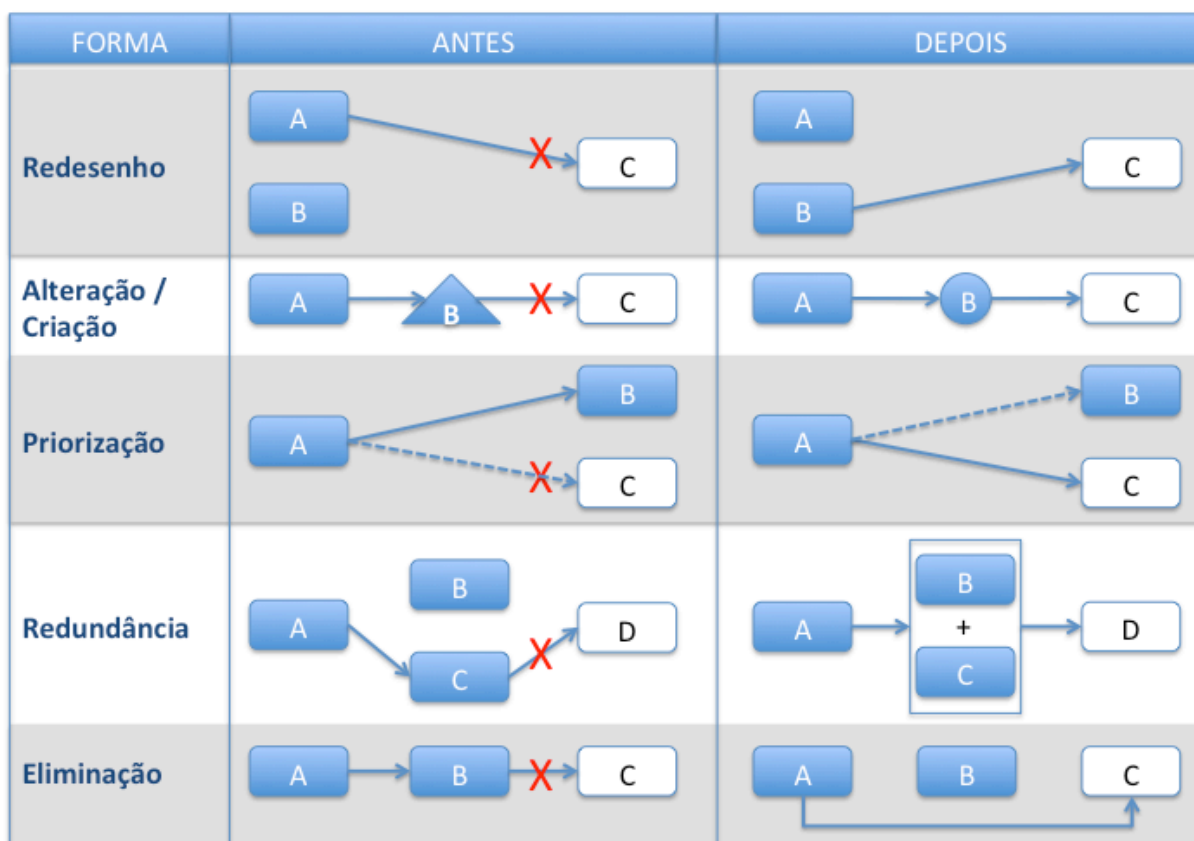 FORMA ANTES DEPOIS
Redesenho
A
X
C
B
A
C
B
Alteração /
Criação
A B X C
A B C
Priorização
B
A
X C
B
A
C
Redundância
B
A
D
X
C
B
A + D
C
Eliminação
A B X C
A B C